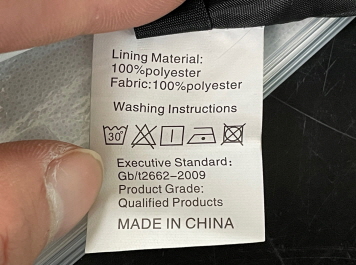 Lining Material:
100%polyester
Fabric:100%polyester
Washing Instructions
30°
Executive Standard:
Gb/t2662-2009
Product Grade:
Qualified Products
MADE IN CHINA